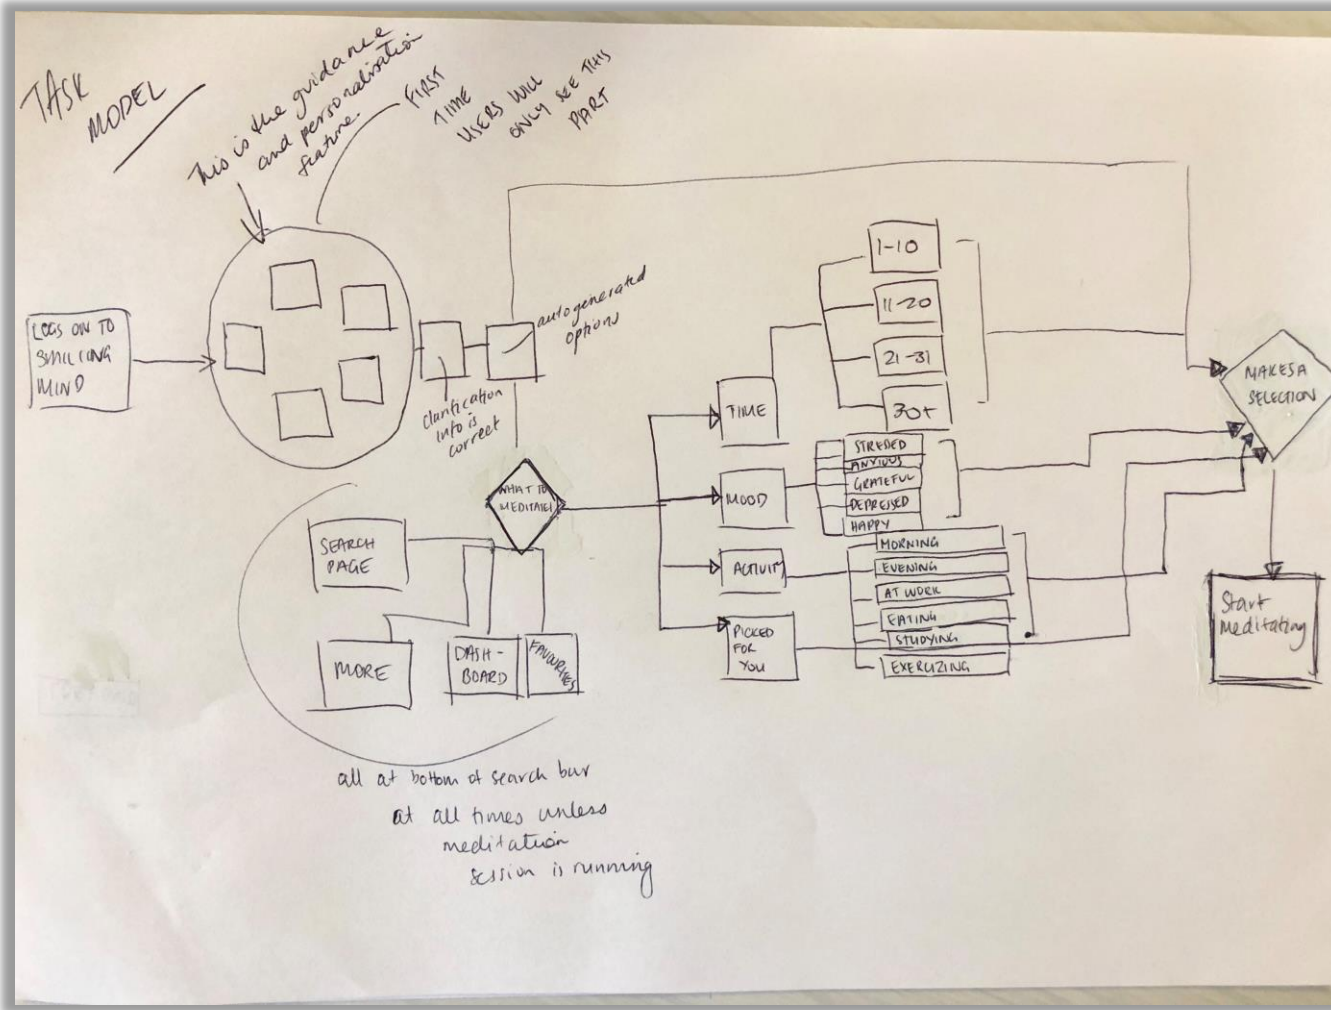 TASK
MODEL
This is the guidance
and personalisation
feature.
FIRST
TIME
USERS WILL
ONLY SEE THIS
PART
LOGS ON TO
SMILING
MIND
clarification
info is
correct
autogenerated
options
WHAT TO
MEDITATE?
SEARCH
PAGE
MORE
DASH-
BOARD
FAVOURITES
all at bottom of search bar
at all times unless
meditation
session is running
TIME
1-10
11-20
21-31
30+
MOOD
STRESSED
ANXIOUS
GRATEFUL
DEPRESSED
HAPPY
ACTIVITY
MORNING
EVENING
AT WORK
EATING
STUDYING
EXERCIZING
PICKED
FOR
YOU
MAKES A
SELECTION
Start
meditating